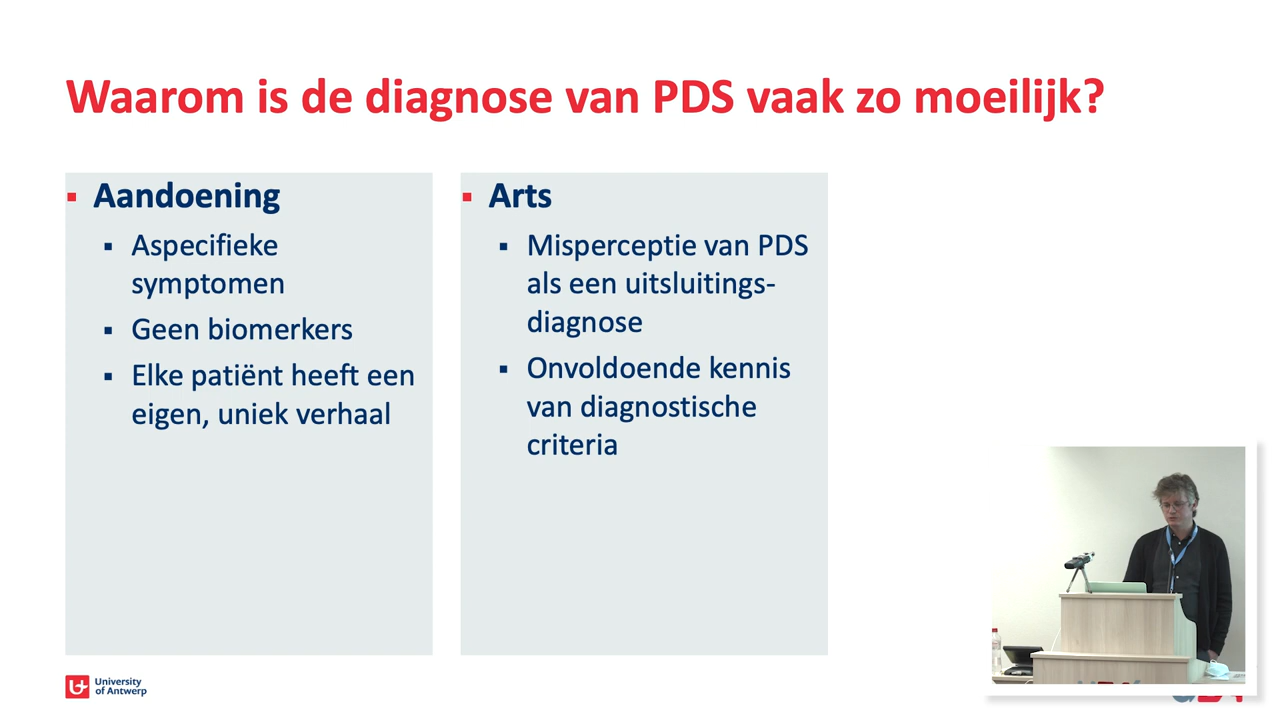 Waarom is de diagnose van PDS vaak zo moeilijk?
Aandoening
Aspecifieke
symptomen
Geen biomerkers
Elke patiënt heeft een
eigen, uniek verhaal
Arts
Misperceptie van PDS
als een uitsluitings-
diagnose
Onvoldoende kennis
van diagnostische
criteria
University
of Antwerp